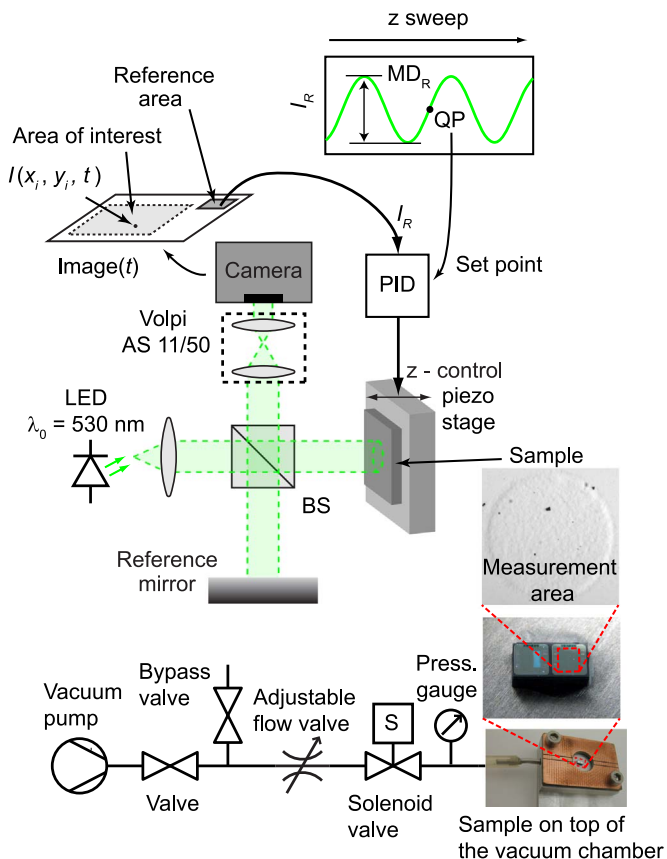 z sweep
Reference
area
MD_R
I_R
QP
Area of interest
I(x_i, y_i, t)
I_R
Image(t)
Camera
PID
Set point
Volpi
AS 11/50
z - control
piezo
stage
LED
λ_0 = 530 nm
Sample
BS
Reference
mirror
Measurement
area
Bypass
valve
Press.
gauge
Vacuum
pump
Adjustable
flow valve
S
Valve
Solenoid
valve
Sample on top of
the vacuum chamber